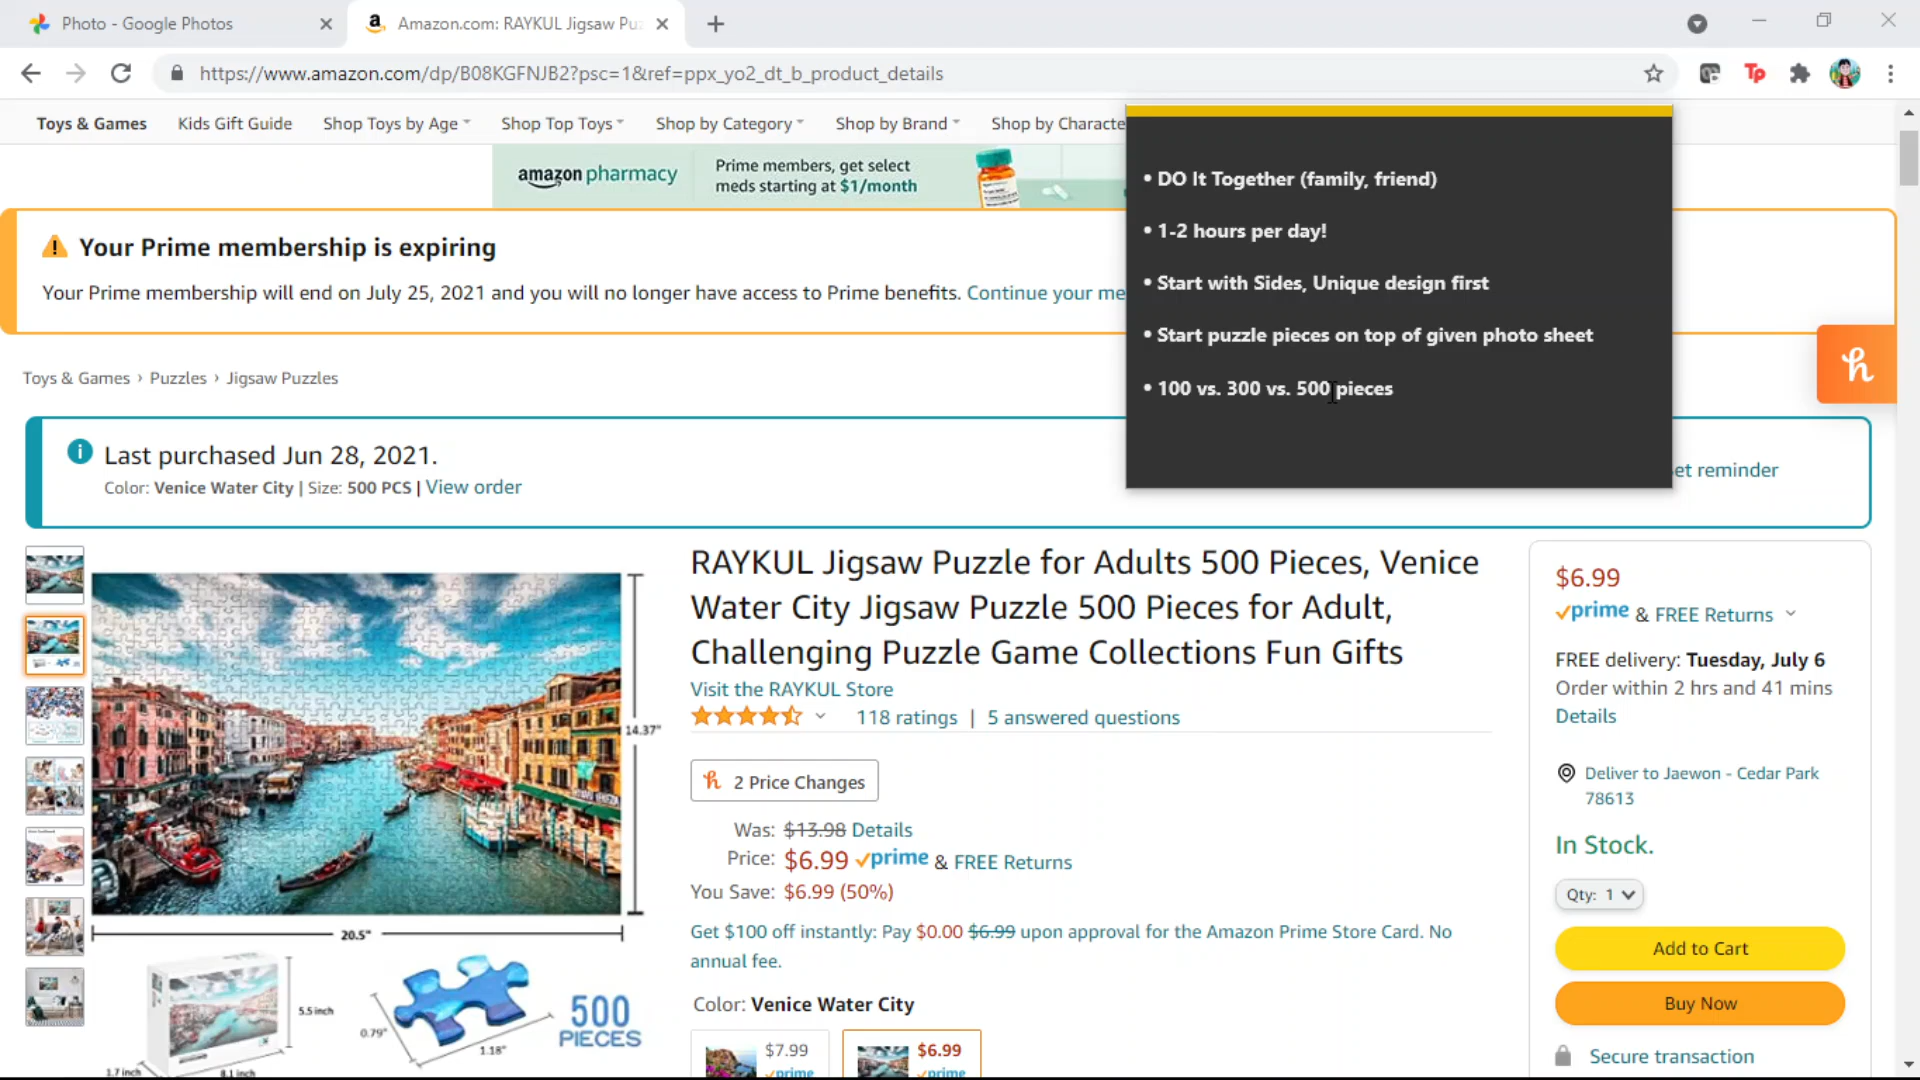 Photo - Google Photos
Amazon.com: RAYKUL Jigsaw Puz
https://www.amazon.com/dp/B08KGFNJB2?psc=1&ref=ppx_yo2_dt_b_product_details
Tp
Toys & Games Kids Gift Guide Shop Toys by Age Shop Top Toys Shop by Category Shop by Brand Shop by Characte
amazon pharmacy
Prime members, get select
meds starting at $1/month
• DO It Together (family, friend)
• 1-2 hours per day!
• Start with Sides, Unique design first
• Start puzzle pieces on top of given photo sheet
• 100 vs. 300 vs. 500 pieces
Your Prime membership is expiring
Your Prime membership will end on July 25, 2021 and you will no longer have access to Prime benefits. Continue your me
Toys & Games › Puzzles › Jigsaw Puzzles
Last purchased Jun 28, 2021.
Color: Venice Water City | Size: 500 PCS | View order
et reminder
14.37"
20.5"
5.5 inch
1.7 inch
8.1 inch
0.79"
1.18"
500
PIECES
RAYKUL Jigsaw Puzzle for Adults 500 Pieces, Venice
Water City Jigsaw Puzzle 500 Pieces for Adult,
Challenging Puzzle Game Collections Fun Gifts
Visit the RAYKUL Store
118 ratings | 5 answered questions
2 Price Changes
Was: $13.98 Details
Price: $6.99 prime & FREE Returns
You Save: $6.99 (50%)
Get $100 off instantly: Pay $0.00 $6.99 upon approval for the Amazon Prime Store Card. No
annual fee.
Color: Venice Water City
$7.99
prime
$6.99
prime
$6.99
prime & FREE Returns
FREE delivery: Tuesday, July 6
Order within 2 hrs and 41 mins
Details
Deliver to Jaewon - Cedar Park
78613
In Stock.
Qty: 1
Add to Cart
Buy Now
Secure transaction